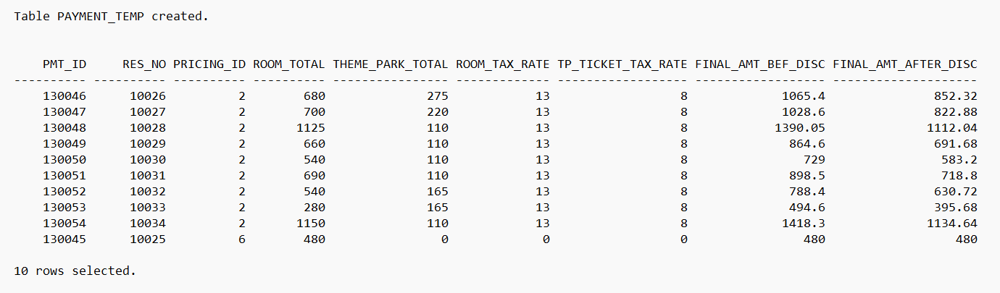 Table PAYMENT_TEMP created.
PMT_ID RES_NO PRICING_ID ROOM_TOTAL THEME_PARK_TOTAL ROOM_TAX_RATE TP_TICKET_TAX_RATE FINAL_AMT_BEF_DISC FINAL_AMT_AFTER_DISC
---------- ---------- ---------- ---------- ---------------- ------------- ------------------ ------------------ --------------------
130046 10026 2 680 275 13 8 1065.4 852.32
130047 10027 2 700 220 13 8 1028.6 822.88
130048 10028 2 1125 110 13 8 1390.05 1112.04
130049 10029 2 660 110 13 8 864.6 691.68
130050 10030 2 540 110 13 8 729 583.2
130051 10031 2 690 110 13 8 898.5 718.8
130052 10032 2 540 165 13 8 788.4 630.72
130053 10033 2 280 165 13 8 494.6 395.68
130054 10034 2 1150 110 13 8 1418.3 1134.64
130045 10025 6 480 0 0 0 480 480
10 rows selected.